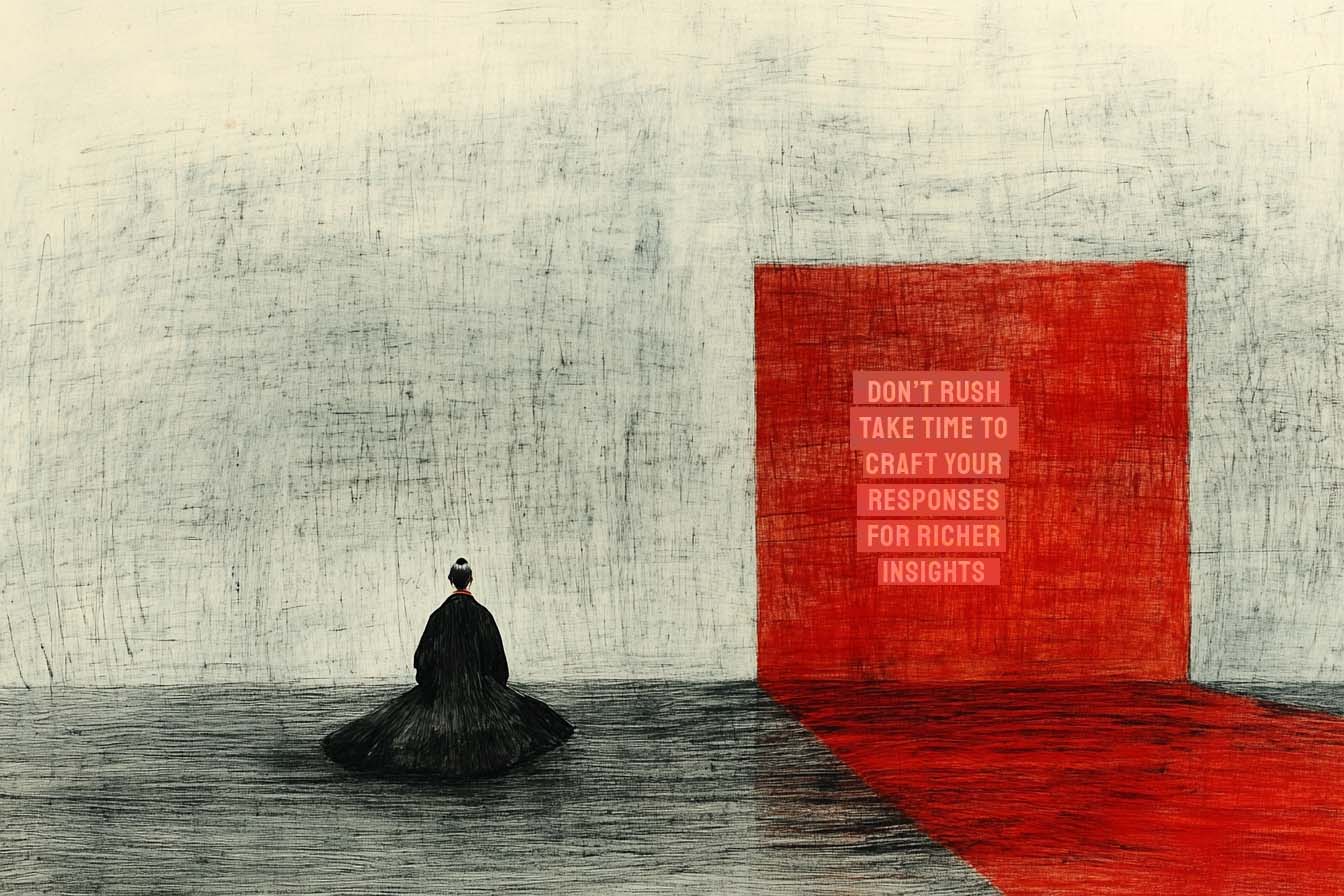 DON’T RUSH
TAKE TIME TO
CRAFT YOUR
RESPONSES
FOR RICHER
INSIGHTS